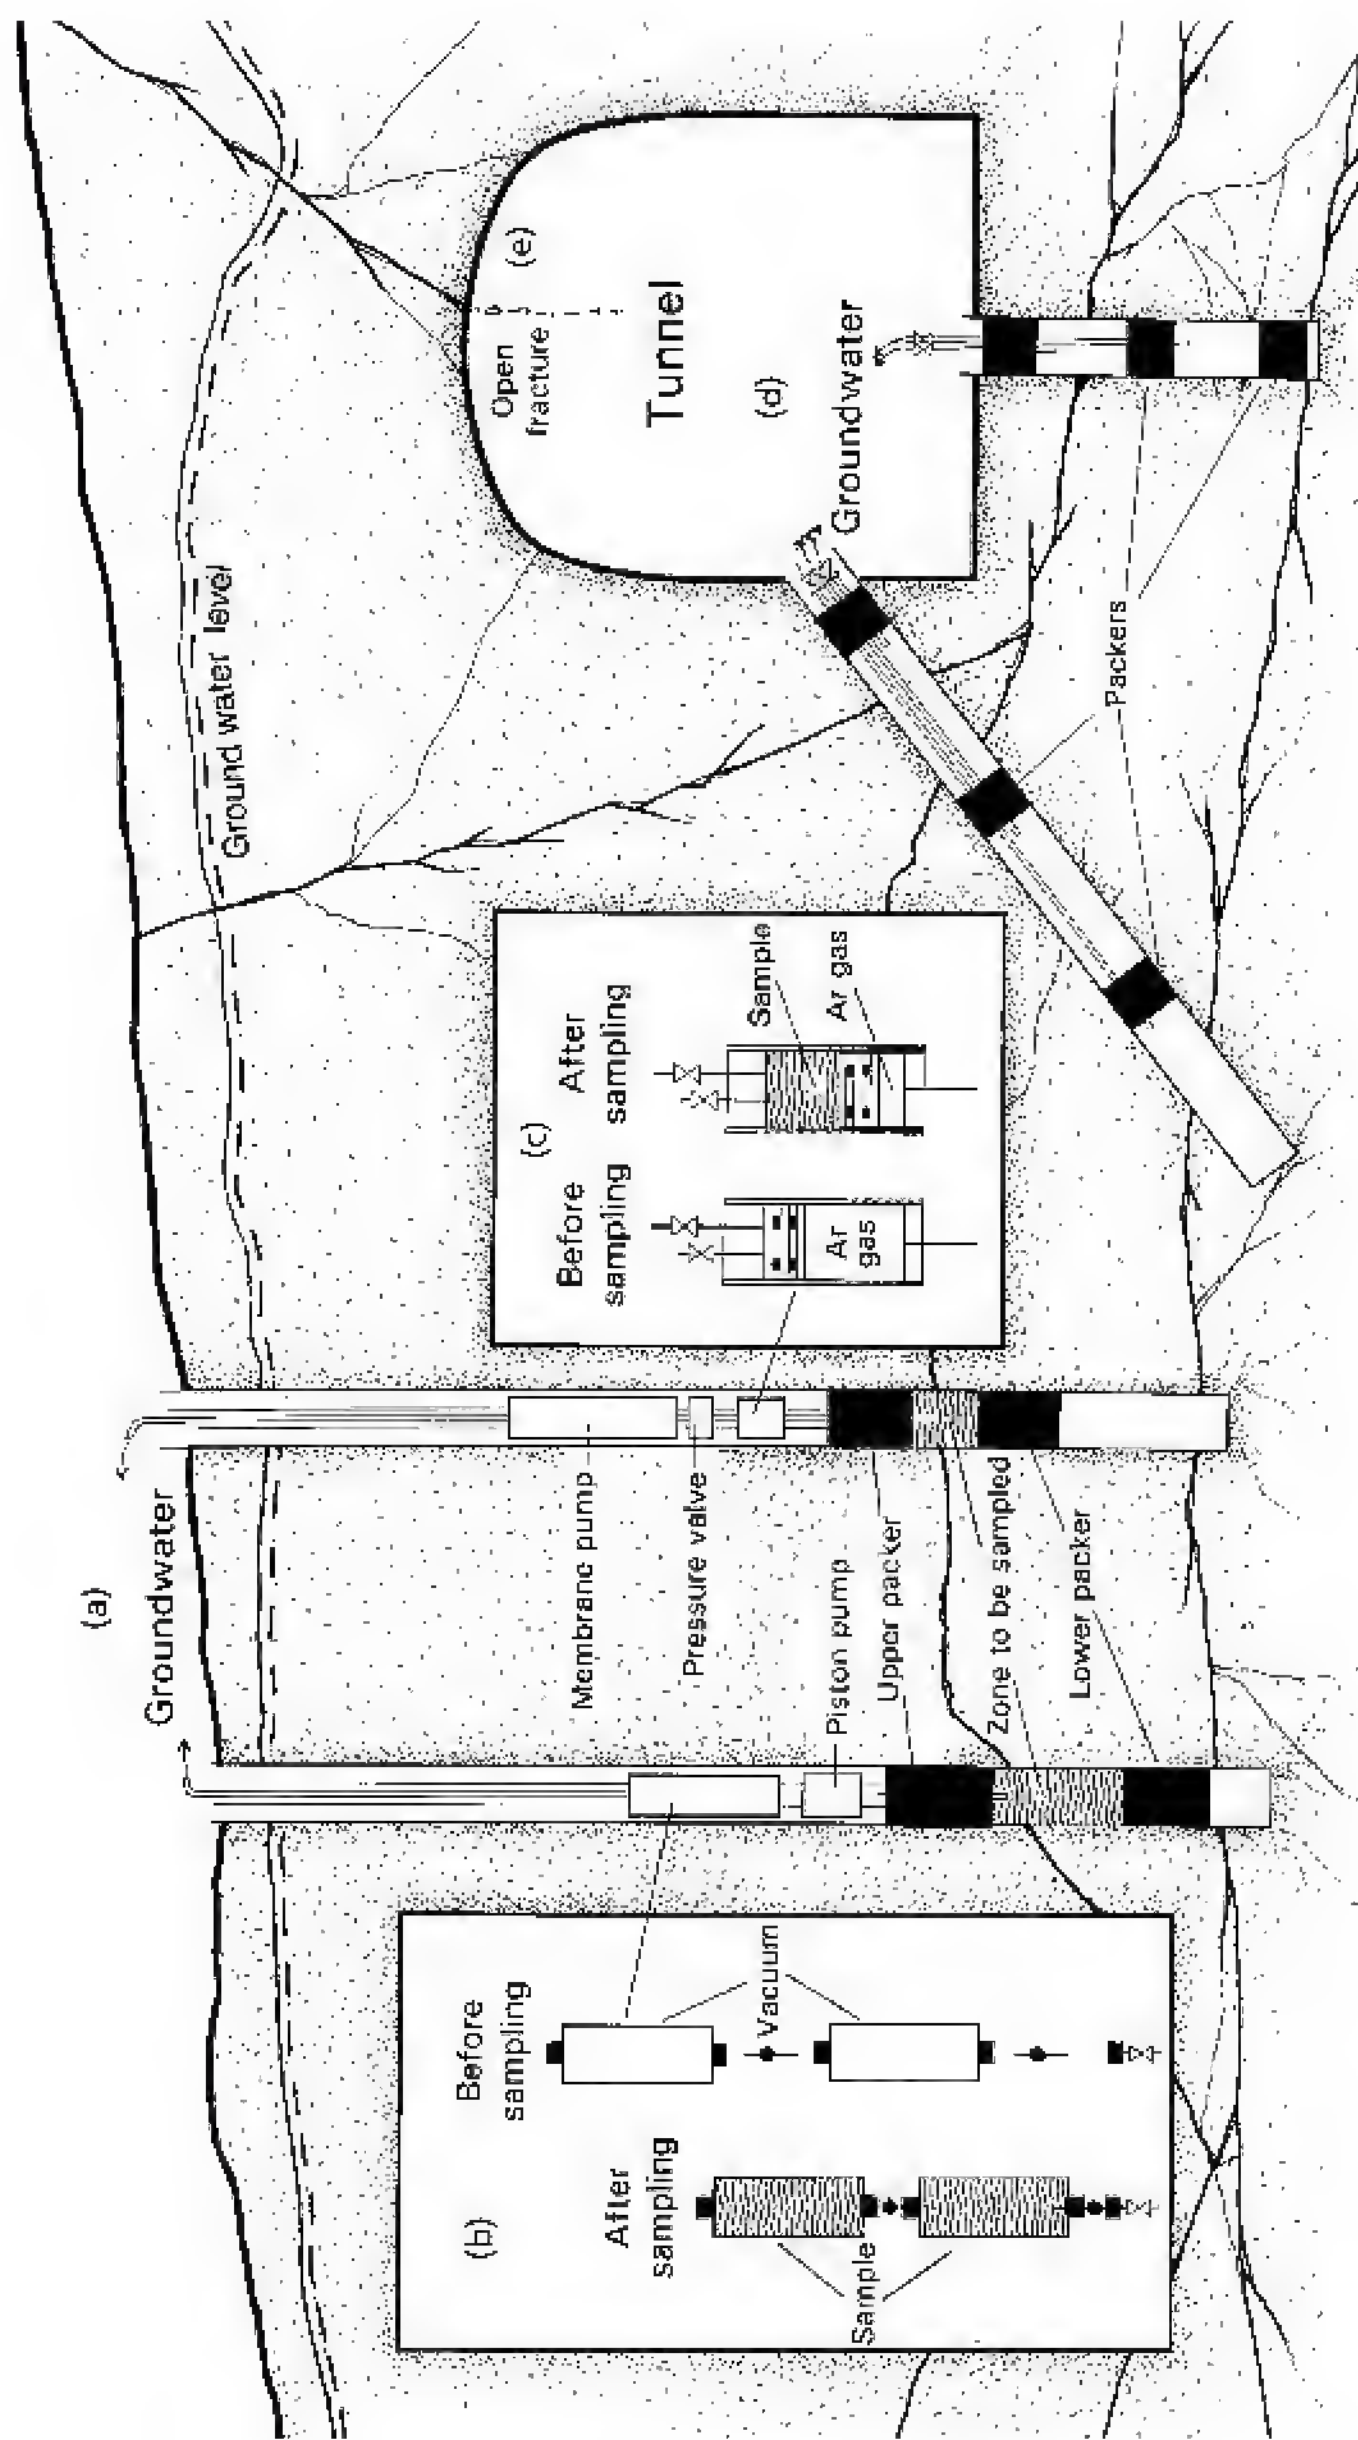 (a)
Groundwater
Ground water level
Membrane pump
Pressure valve
Piston pump
Upper packer
Zone to be sampled
Lower packer
(b)
After
sampling
Before
sampling
Vacuum
Sample
(c)
Before
sampling
After
sampling
Ar
gas
Sample
Ar gas
Open
fracture
(e)
Tunnel
(d)
Groundwater
Packers